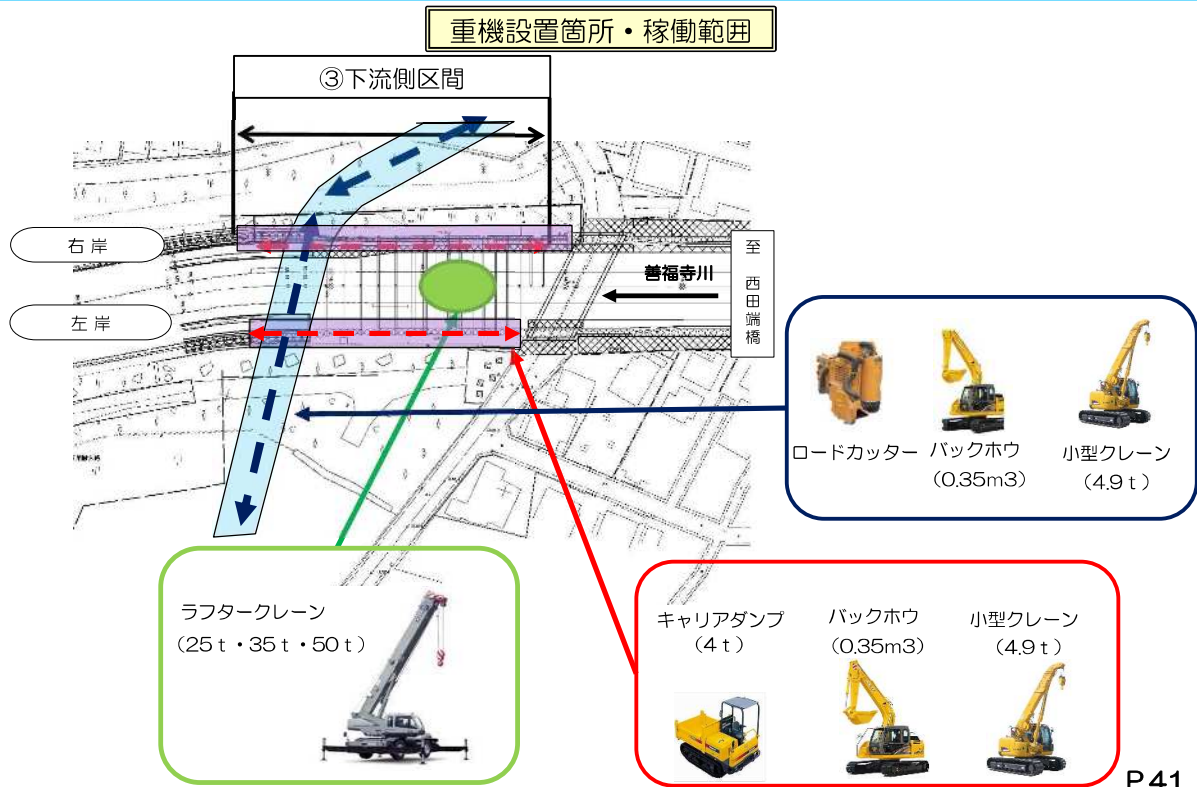 重機設置箇所・稼働範囲
③下流側区間
右岸
左岸
善福寺川
至 西田端橋
ロードカッター
バックホウ
(0.35m3)
小型クレーン
(4.9ｔ)
ラフタークレーン
(25ｔ・35ｔ・50ｔ)
キャリアダンプ
(4ｔ)
バックホウ
(0.35m3)
小型クレーン
(4.9ｔ)
P.41